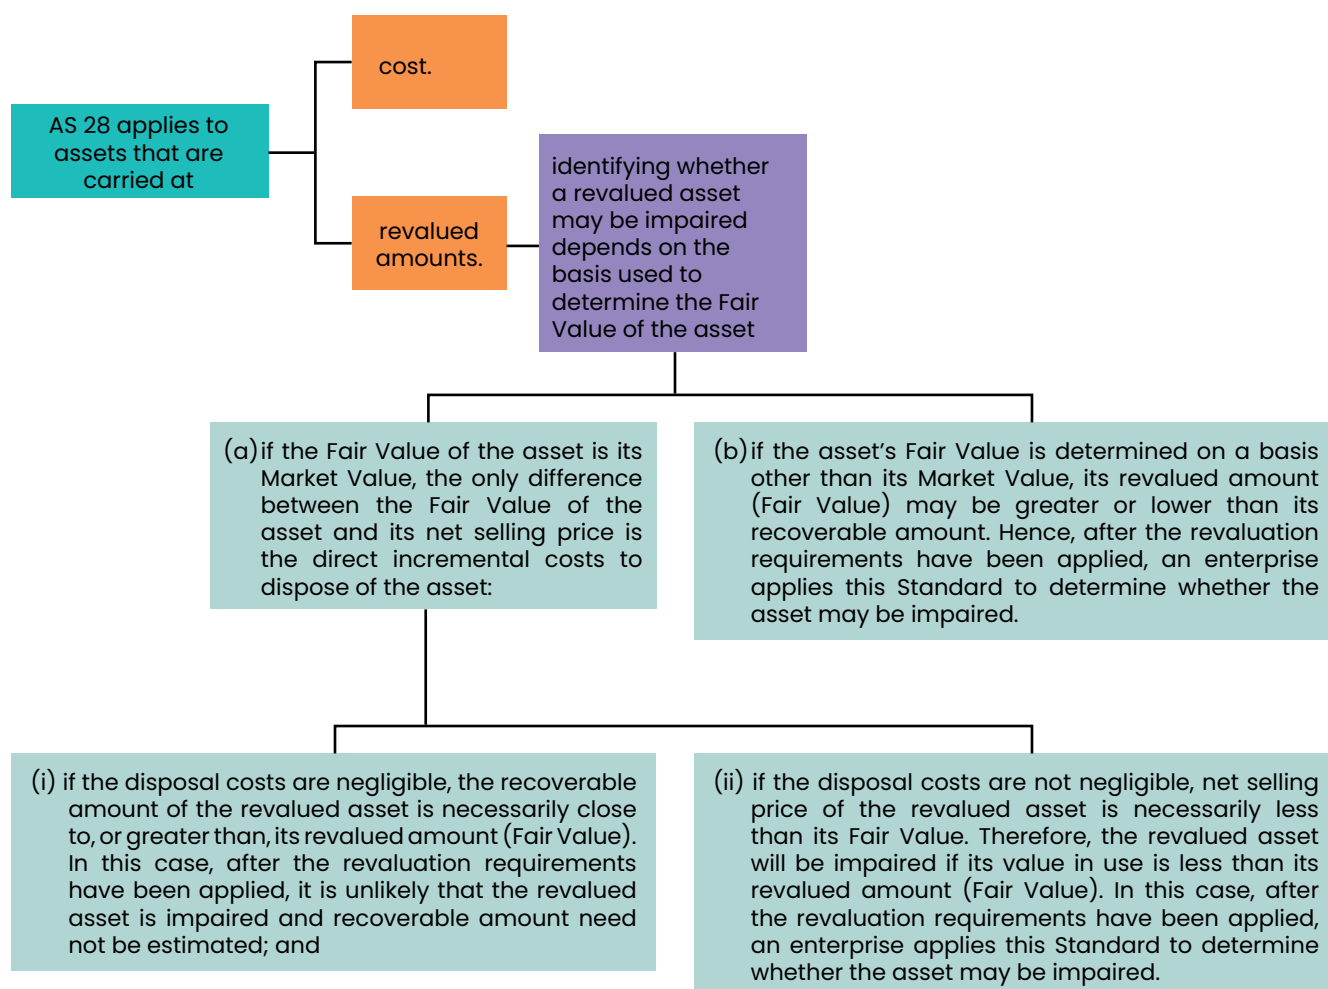 cost.
AS 28 applies to
assets that are
carried at
revalued
amounts.
identifying whether
a revalued asset
may be impaired
depends on the
basis used to
determine the Fair
Value of the asset
(a) if the Fair Value of the asset is its
Market Value, the only difference
between the Fair Value of the
asset and its net selling price is
the direct incremental costs to
dispose of the asset:
(b) if the asset’s Fair Value is determined on a basis
other than its Market Value, its revalued amount
(Fair Value) may be greater or lower than its
recoverable amount. Hence, after the revaluation
requirements have been applied, an enterprise
applies this Standard to determine whether the
asset may be impaired.
(i) if the disposal costs are negligible, the recoverable
amount of the revalued asset is necessarily close
to, or greater than, its revalued amount (Fair Value).
In this case, after the revaluation requirements
have been applied, it is unlikely that the revalued
asset is impaired and recoverable amount need
not be estimated; and
(ii) if the disposal costs are not negligible, net selling
price of the revalued asset is necessarily less
than its Fair Value. Therefore, the revalued asset
will be impaired if its value in use is less than its
revalued amount (Fair Value). In this case, after
the revaluation requirements have been applied,
an enterprise applies this Standard to determine
whether the asset may be impaired.